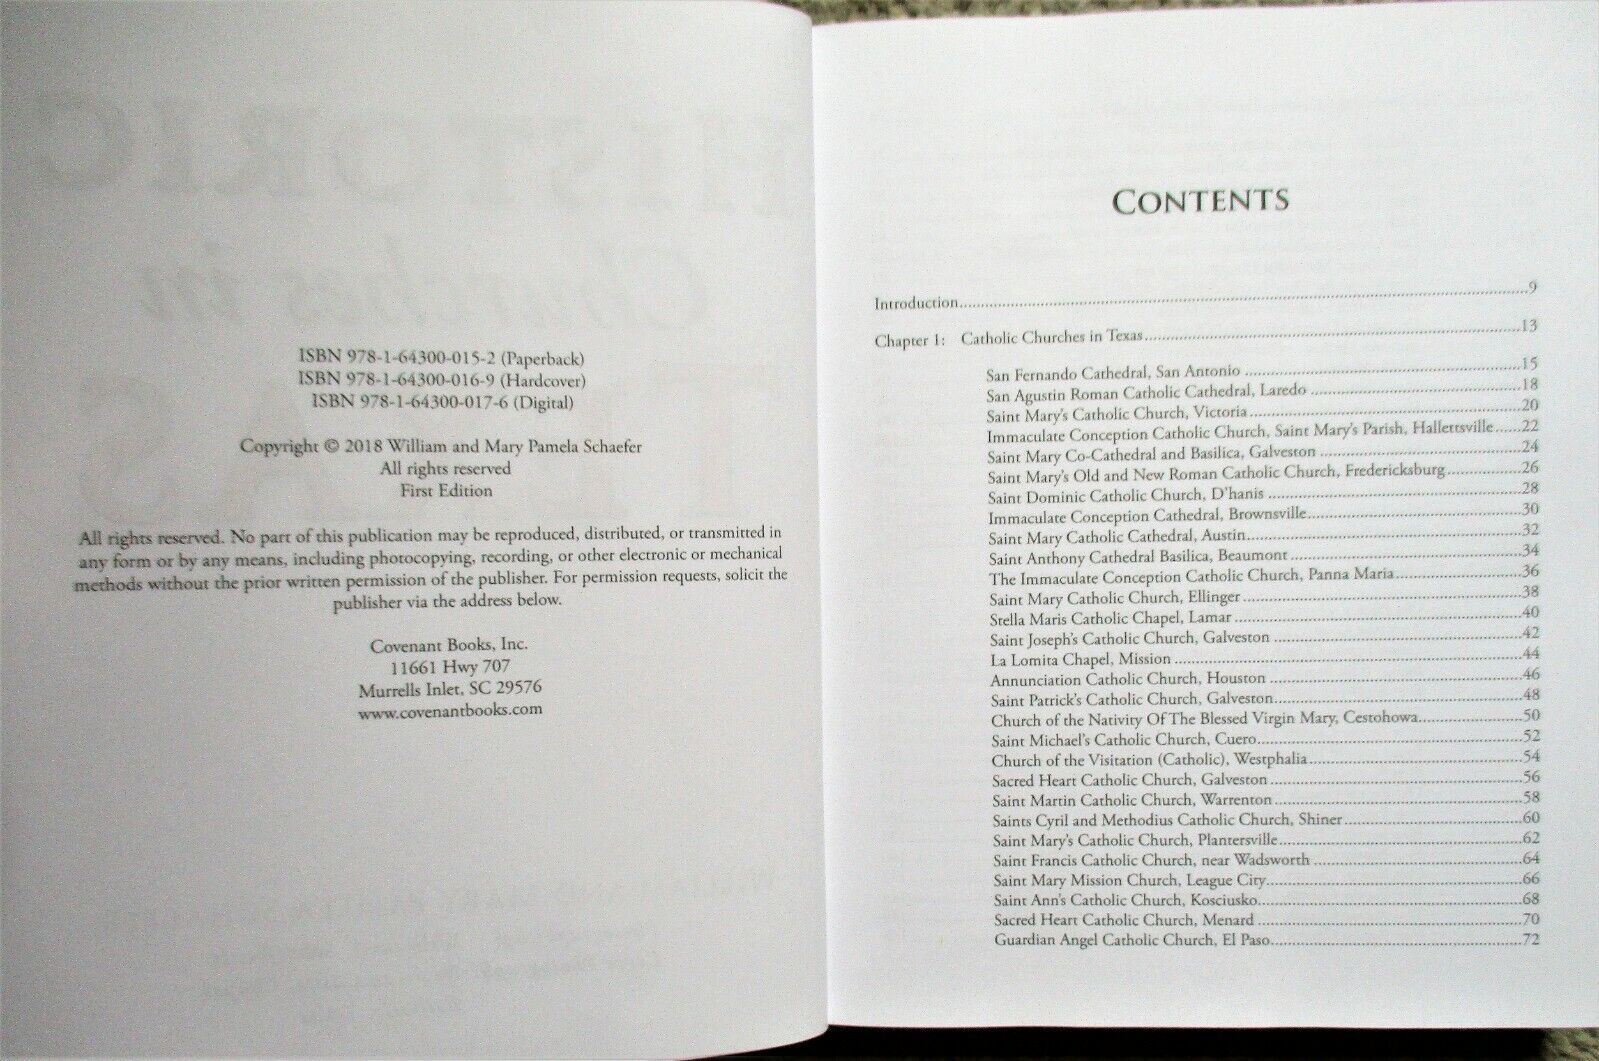 ISBN 978-1-64300-015-2 (Paperback)
ISBN 978-1-64300-016-9 (Hardcover)
ISBN 978-1-64300-017-6 (Digital)
Copyright © 2018 William and Mary Pamela Schaefer
All rights reserved
First Edition
All rights reserved. No part of this publication may be reproduced, distributed, or transmitted in
any form or by any means, including photocopying, recording, or other electronic or mechanical
methods without the prior written permission of the publisher. For permission requests, solicit the
publisher via the address below.
Covenant Books, Inc.
11661 Hwy 707
Murrells Inlet, SC 29576
www.covenantbooks.com
CONTENTS
Introduction....9
Chapter 1: Catholic Churches in Texas....13
San Fernando Cathedral, San Antonio ....15
San Agustin Roman Catholic Cathedral, Laredo ....18
Saint Mary's Catholic Church, Victoria....20
Immaculate Conception Catholic Church, Saint Mary's Parish, Hallettsville....22
Saint Mary Co-Cathedral and Basilica, Galveston ....24
Saint Mary's Old and New Roman Catholic Church, Fredericksburg....26
Saint Dominic Catholic Church, D'hanis ....28
Immaculate Conception Cathedral, Brownsville....30
Saint Mary Catholic Cathedral, Austin....32
Saint Anthony Cathedral Basilica, Beaumont ....34
The Immaculate Conception Catholic Church, Panna Maria....36
Saint Mary Catholic Church, Ellinger....38
Stella Maris Catholic Chapel, Lamar ....40
Saint Joseph's Catholic Church, Galveston ....42
La Lomita Chapel, Mission ....44
Annunciation Catholic Church, Houston ....46
Saint Patrick's Catholic Church, Galveston....48
Church of the Nativity Of The Blessed Virgin Mary, Cestohowa....50
Saint Michael's Catholic Church, Cuero....52
Church of the Visitation (Catholic), Westphalia....54
Sacred Heart Catholic Church, Galveston ....56
Saint Martin Catholic Church, Warrenton ....58
Saints Cyril and Methodius Catholic Church, Shiner....60
Saint Mary's Catholic Church, Plantersville....62
Saint Francis Catholic Church, near Wadsworth ....64
Saint Mary Mission Church, League City....66
Saint Ann's Catholic Church, Kosciusko....68
Sacred Heart Catholic Church, Menard ....70
Guardian Angel Catholic Church, El Paso....72